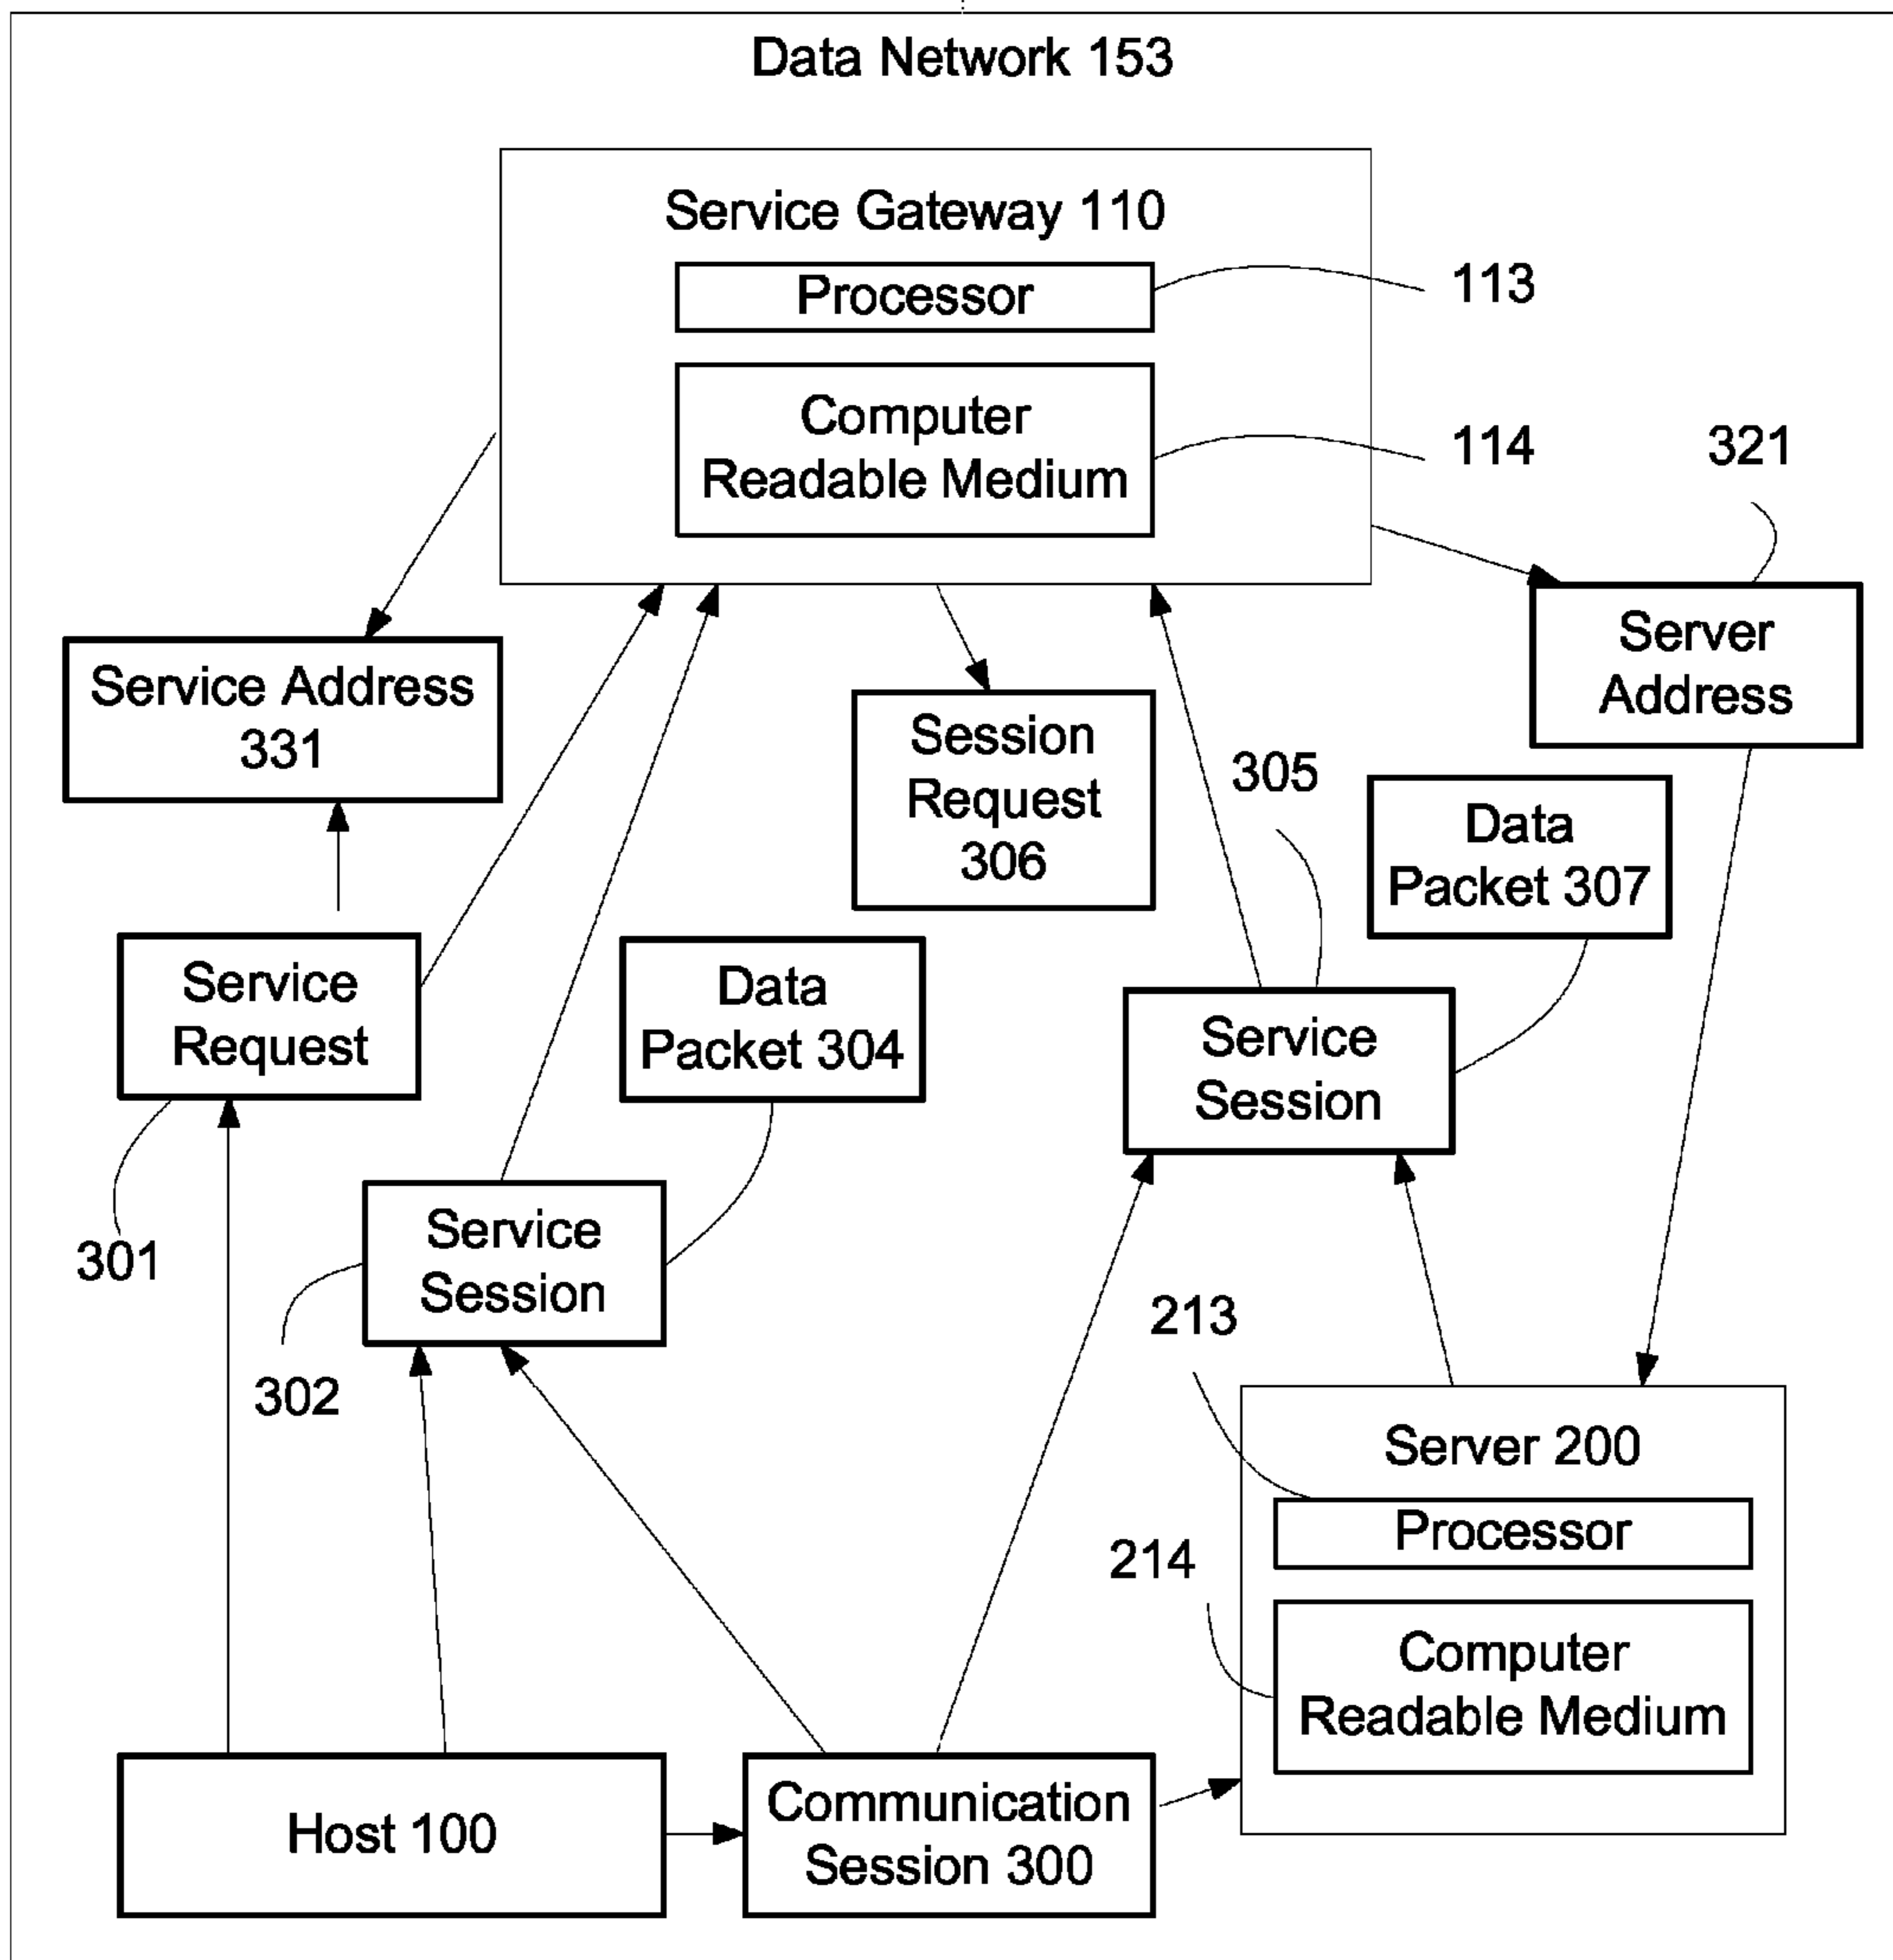 Data Network 153
Service Gateway 110
Processor
113
Computer
Readable Medium
114
321
Server
Address
Service Address
331
Session
Request
306
305
Data
Packet 307
Service
Request
Data
Packet 304
Service
Session
301
Service
Session
302
213
Server 200
Processor
214
Computer
Readable Medium
Host 100
Communication
Session 300